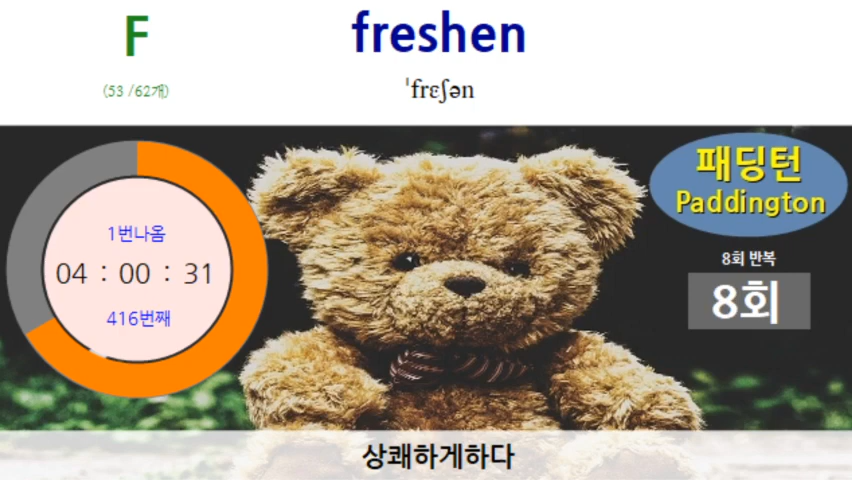 F
freshen
(53 /62개)
ˈfrɛʃən
패딩턴
Paddington
1번나옴
04 : 00 : 31
416번째
8회 반복
8회
상쾌하게하다